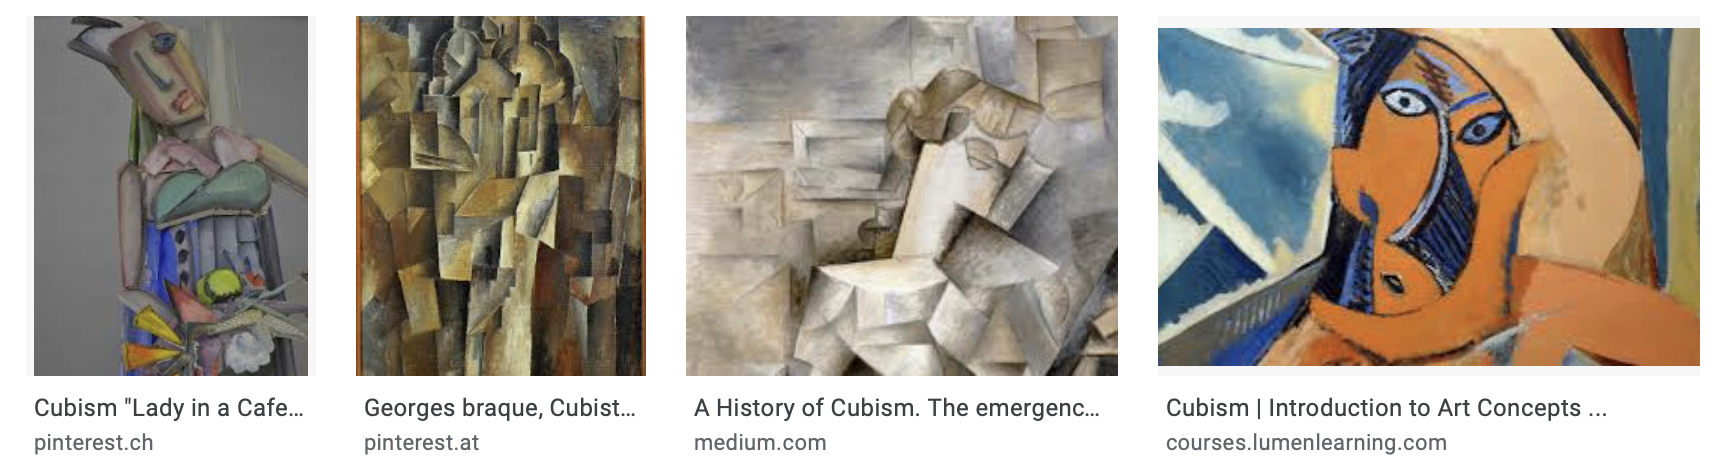 Cubism "Lady in a Cafe...
pinterest.ch
Georges braque, Cubist...
pinterest.at
A History of Cubism. The emergenc...
medium.com
Cubism | Introduction to Art Concepts ...
courses.lumenlearning.com